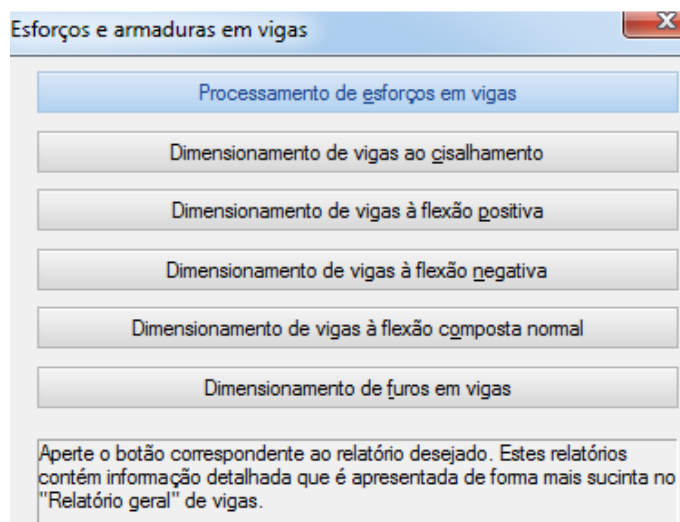 Esforços e armaduras em vigas
Processamento de esforços em vigas
Dimensionamento de vigas ao cisalhamento
Dimensionamento de vigas à flexão positiva
Dimensionamento de vigas à flexão negativa
Dimensionamento de vigas à flexão composta normal
Dimensionamento de furos em vigas
Aperte o botão correspondente ao relatório desejado. Estes relatórios
contém informação detalhada que é apresentada de forma mais sucinta no
"Relatório geral" de vigas.